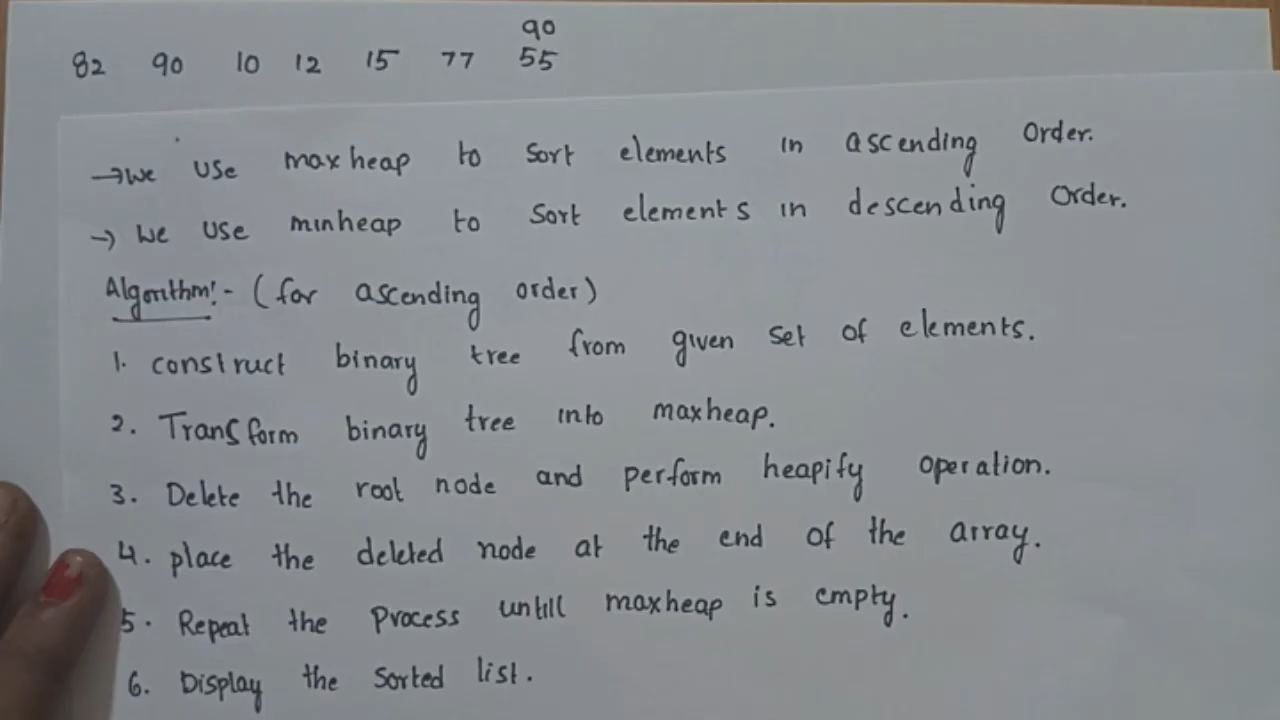 90
82 90 10 12 15 77 55
→ We use maxheap to sort elements in ascending order.
→ We use minheap to sort elements in descending order.
Algorithm:- (for ascending order)
1. construct binary tree from given set of elements.
2. Transform binary tree into maxheap.
3. Delete the root node and perform heapify operation.
4. place the deleted node at the end of the array.
5. Repeat the process untill maxheap is empty.
6. Display the sorted list.